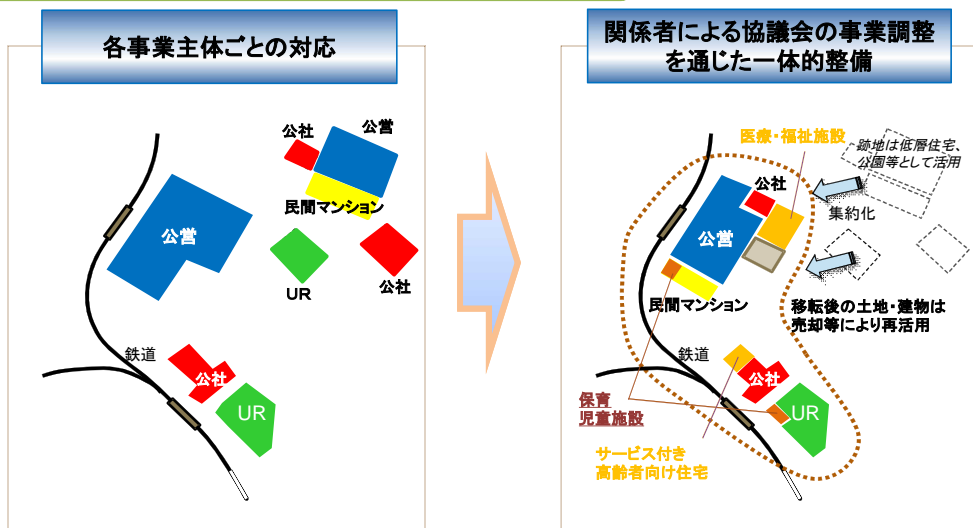 各事業主体ごとの対応
公社
公営
民間マンション
公営
UR
公社
鉄道
公社
UR
関係者による協議会の事業調整
を通じた一体的整備
医療・福祉施設
跡地は低層住宅、
公園等として活用
公社
集約化
公営
民間マンション
移転後の土地・建物は
売却等により再活用
鉄道
公社
保育
児童施設
UR
サービス付き
高齢者向け住宅